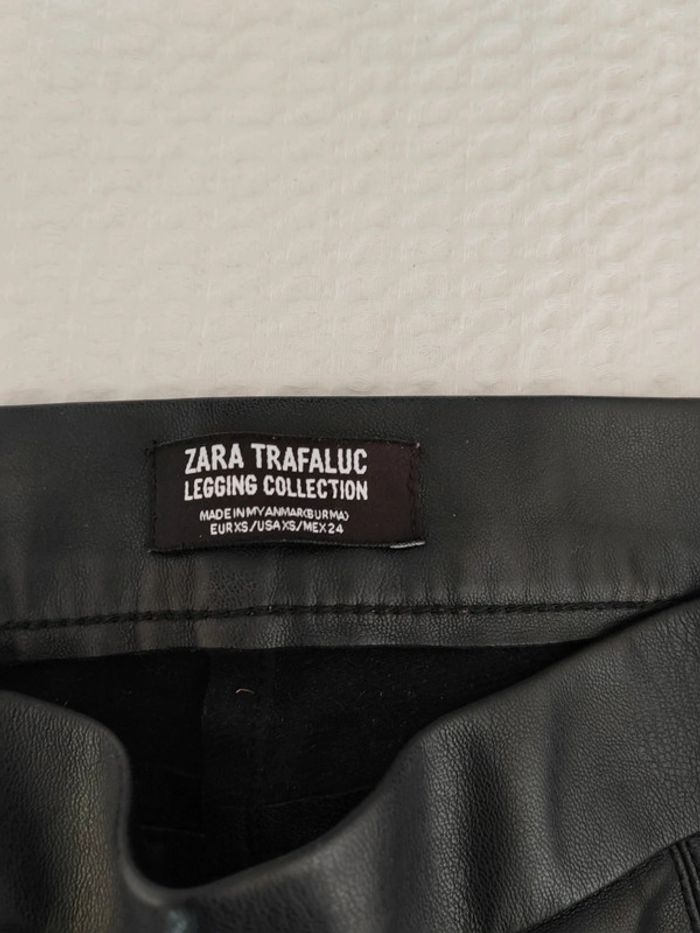 ZARA TRAFALUC
LEGGING COLLECTION
MADE IN MYANMAR(BURMA)
EUR XS/USA XS/MEX 24